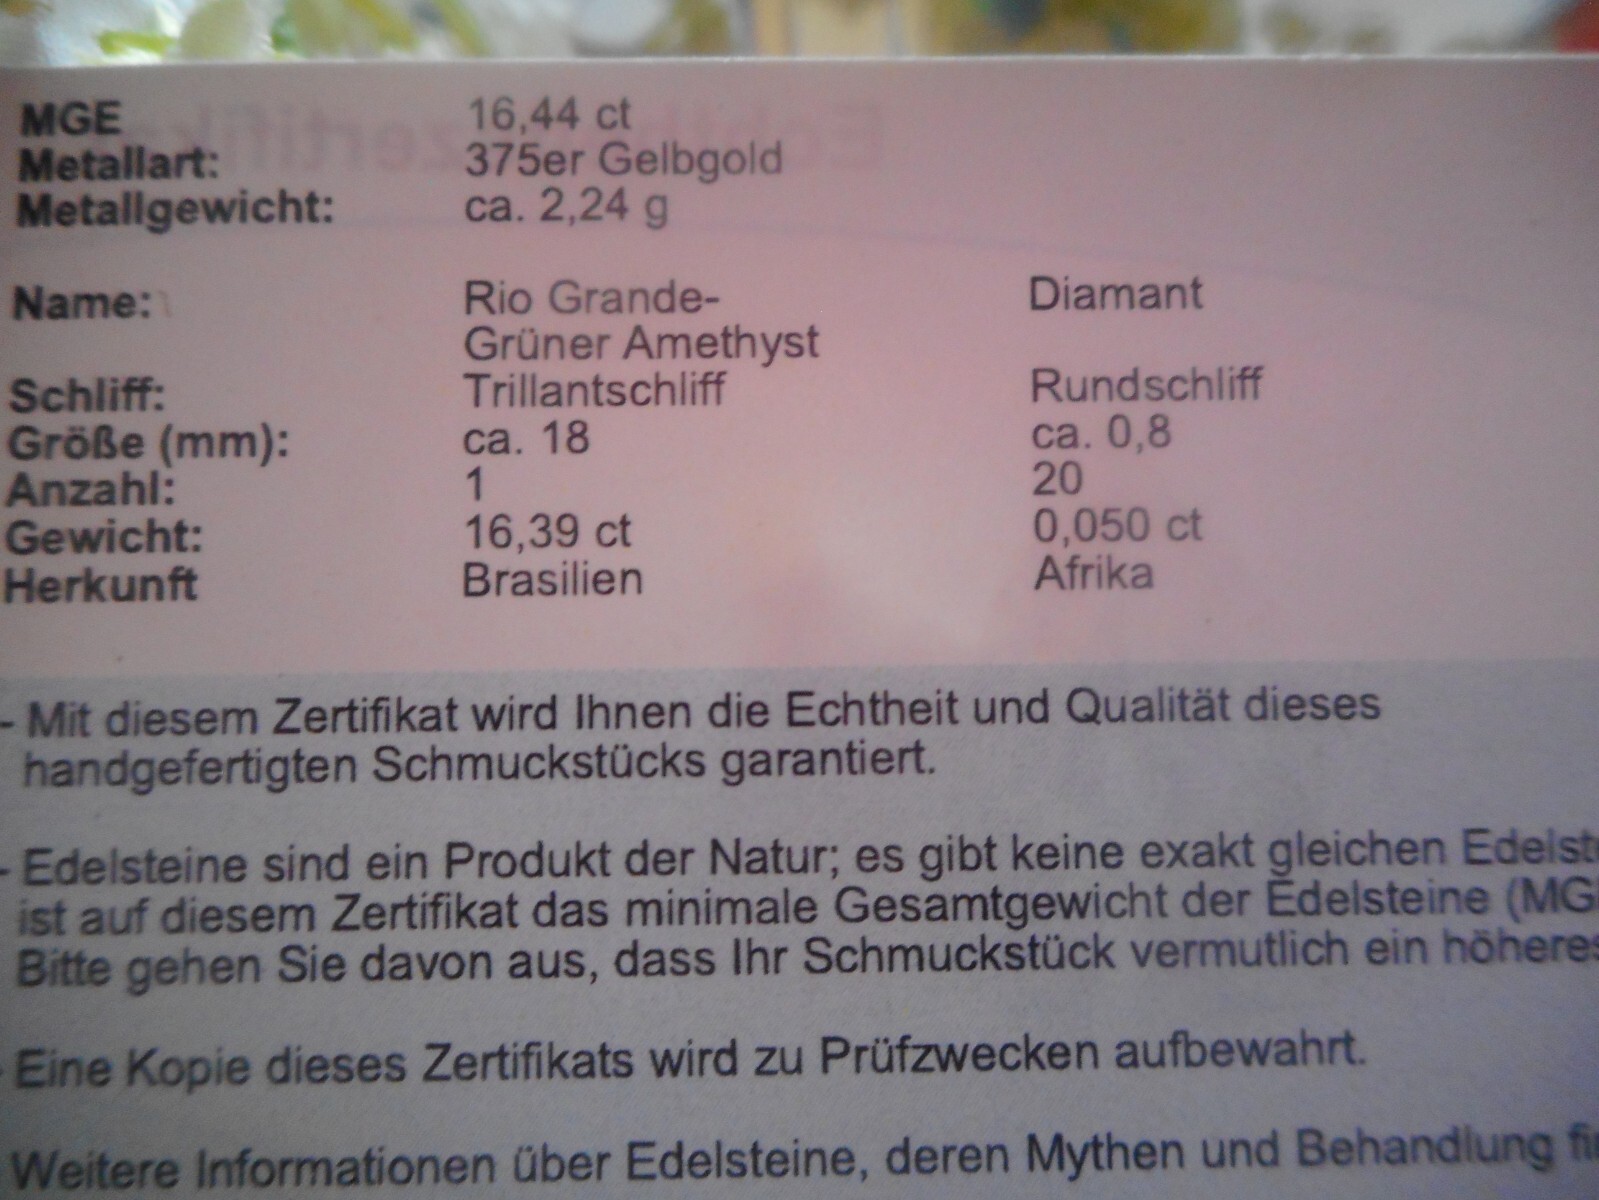 MGE 16,44 ct
Metallart: 375er Gelbgold
Metallgewicht: ca. 2,24 g
Name: Rio Grande- Diamant
Grüner Amethyst
Schliff: Trillantschliff Rundschliff
Größe (mm): ca. 18 ca. 0,8
Anzahl: 1 20
Gewicht: 16,39 ct 0,050 ct
Herkunft Brasilien Afrika
- Mit diesem Zertifikat wird Ihnen die Echtheit und Qualität dieses
handgefertigten Schmuckstücks garantiert.
- Edelsteine sind ein Produkt der Natur; es gibt keine exakt gleichen
ist auf diesem Zertifikat das minimale Gesamtgewicht der Edelsteine
Bitte gehen Sie davon aus, dass Ihr Schmuckstück vermutlich ein höheres
- Eine Kopie dieses Zertifikats wird zu Prüfzwecken aufbewahrt.
Weitere Informationen über Edelsteine, deren Mythen und Behandlung